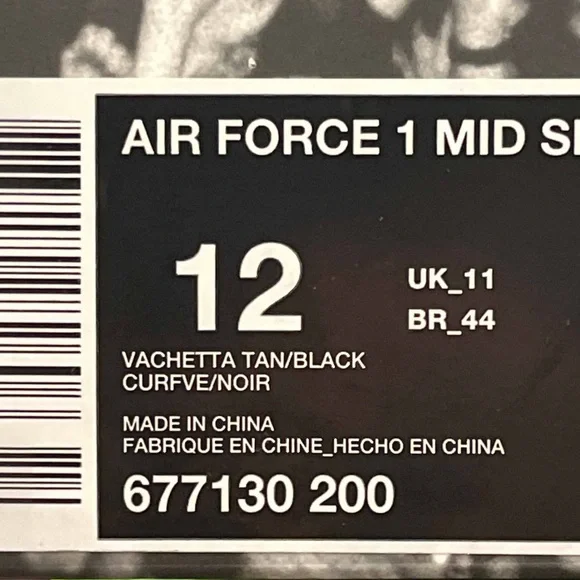 AIR FORCE 1 MID
12
UK_11
BR_44
VACHETTA TAN/BLACK
CURFVE/NOIR
MADE IN CHINA
FABRIQUE EN CHINE_HECHO EN CHINA
677130 200